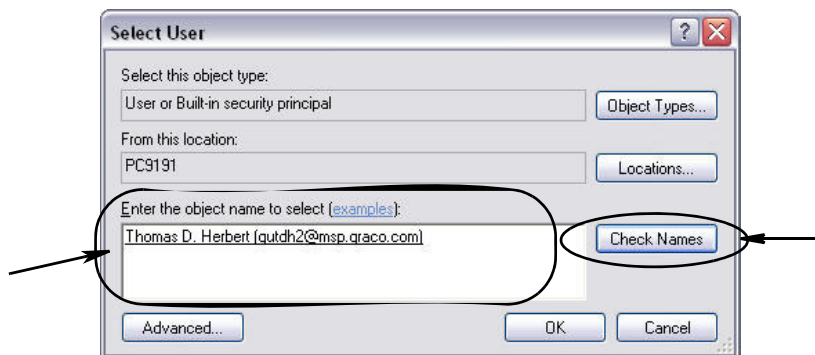 Select User
Select this object type:
User or Built-in security principal
Object Types...
From this location:
PC9191
Locations...
Enter the object name to select (examples):
Thomas D. Herbert (gutdh2@msp.graco.com)
Check Names
Advanced...
OK
Cancel